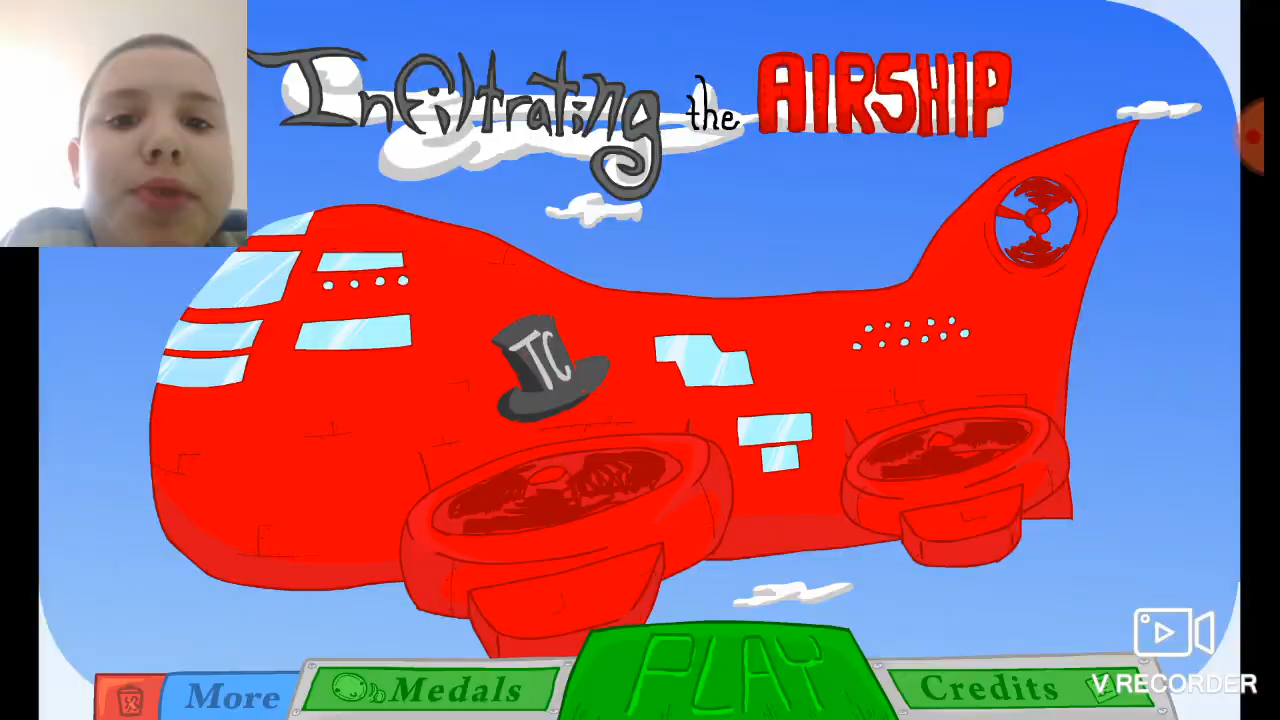 Infiltrating the AIRSHIP
TC
PLAY
More
Medals
Credits
V RECORDER